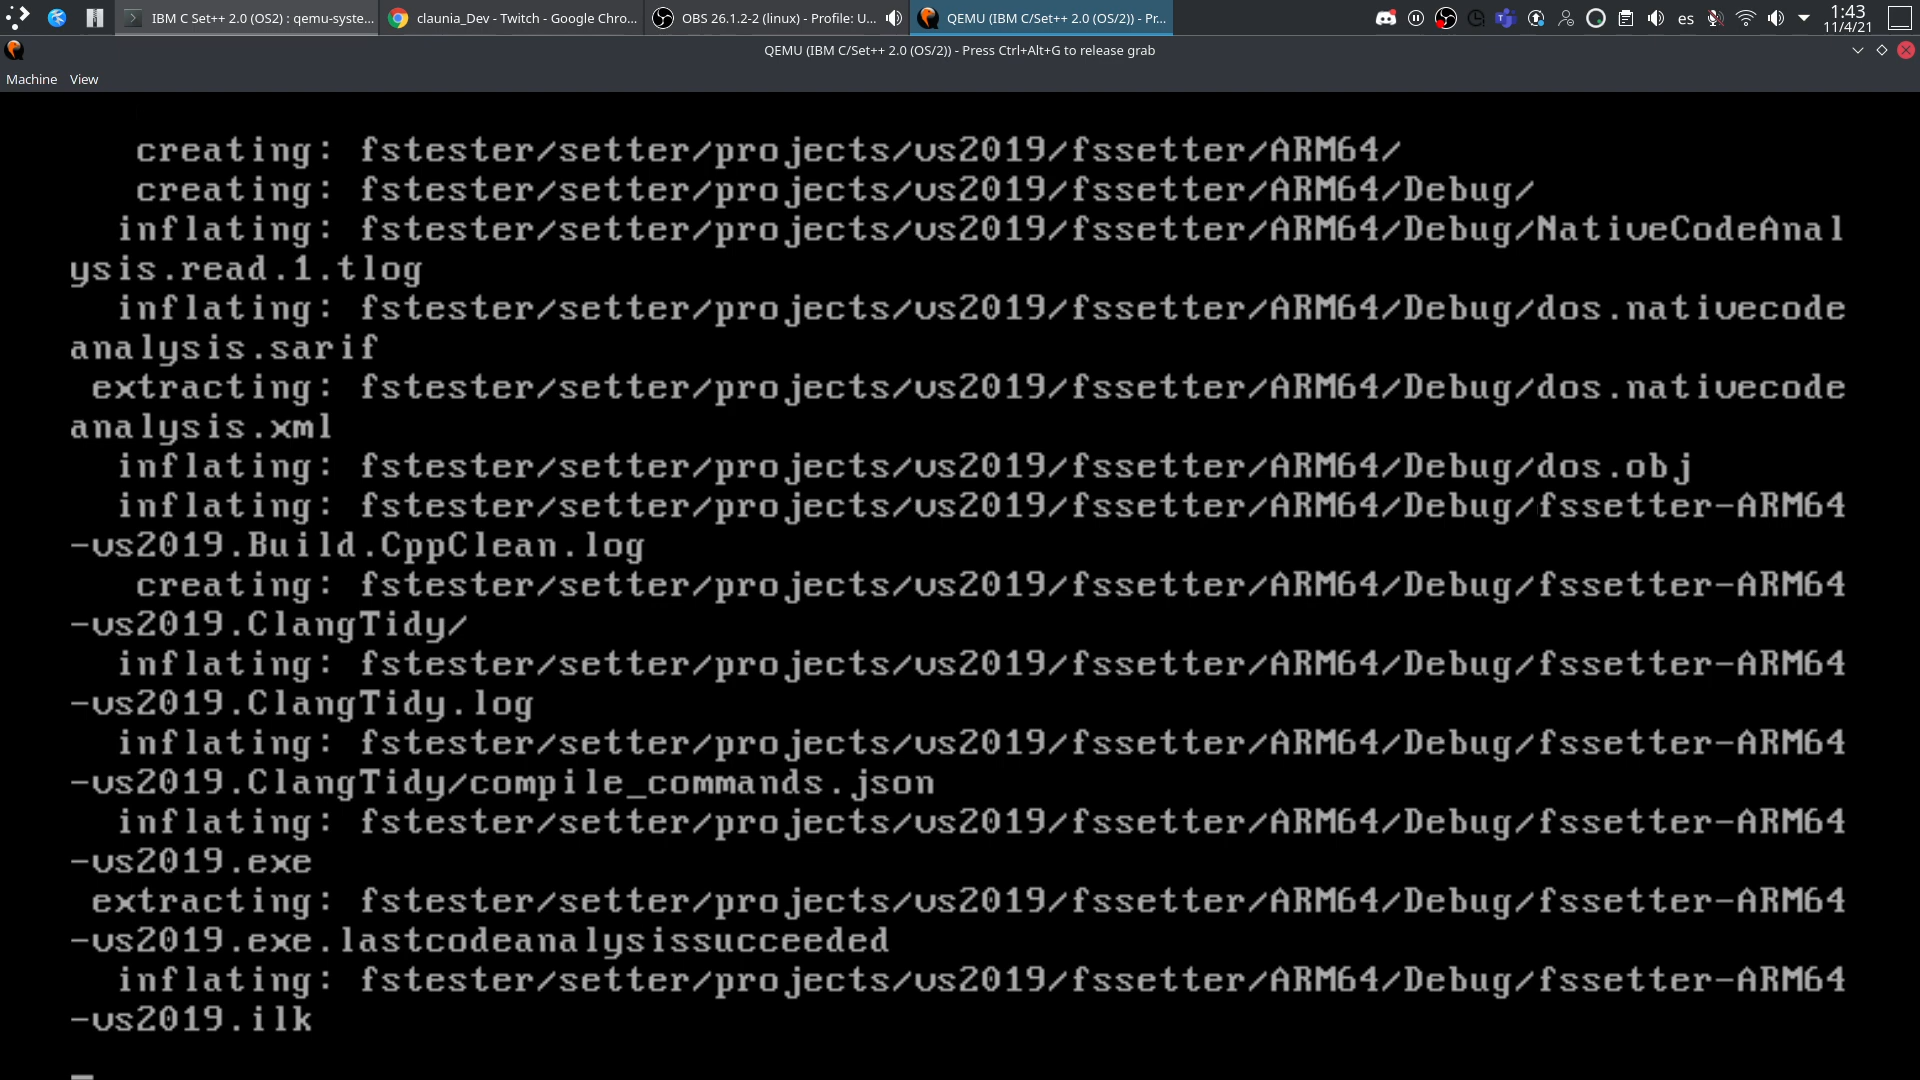 IBM C Set++ 2.0 (OS2) : qemu-syste...
claunia_Dev - Twitch - Google Chro...
OBS 26.1.2-2 (linux) - Profile: U...
QEMU (IBM C/Set++ 2.0 (OS/2)) - Pr...
es
1:43
11/4/21
QEMU (IBM C/Set++ 2.0 (OS/2)) - Press Ctrl+Alt+G to release grab
Machine View
creating: fstester/setter/projects/vs2019/fssetter/ARM64/
creating: fstester/setter/projects/vs2019/fssetter/ARM64/Debug/
inflating: fstester/setter/projects/vs2019/fssetter/ARM64/Debug/NativeCodeAnal
ysis.read.1.tlog
inflating: fstester/setter/projects/vs2019/fssetter/ARM64/Debug/dos.nativecode
analysis.sarif
extracting: fstester/setter/projects/vs2019/fssetter/ARM64/Debug/dos.nativecode
analysis.xml
inflating: fstester/setter/projects/vs2019/fssetter/ARM64/Debug/dos.obj
inflating: fstester/setter/projects/vs2019/fssetter/ARM64/Debug/fssetter-ARM64
-vs2019.Build.CppClean.log
creating: fstester/setter/projects/vs2019/fssetter/ARM64/Debug/fssetter-ARM64
-vs2019.ClangTidy/
inflating: fstester/setter/projects/vs2019/fssetter/ARM64/Debug/fssetter-ARM64
-vs2019.ClangTidy.log
inflating: fstester/setter/projects/vs2019/fssetter/ARM64/Debug/fssetter-ARM64
-vs2019.ClangTidy/compile_commands.json
inflating: fstester/setter/projects/vs2019/fssetter/ARM64/Debug/fssetter-ARM64
-vs2019.exe
extracting: fstester/setter/projects/vs2019/fssetter/ARM64/Debug/fssetter-ARM64
-vs2019.exe.lastcodeanalysissucceeded
inflating: fstester/setter/projects/vs2019/fssetter/ARM64/Debug/fssetter-ARM64
-vs2019.ilk